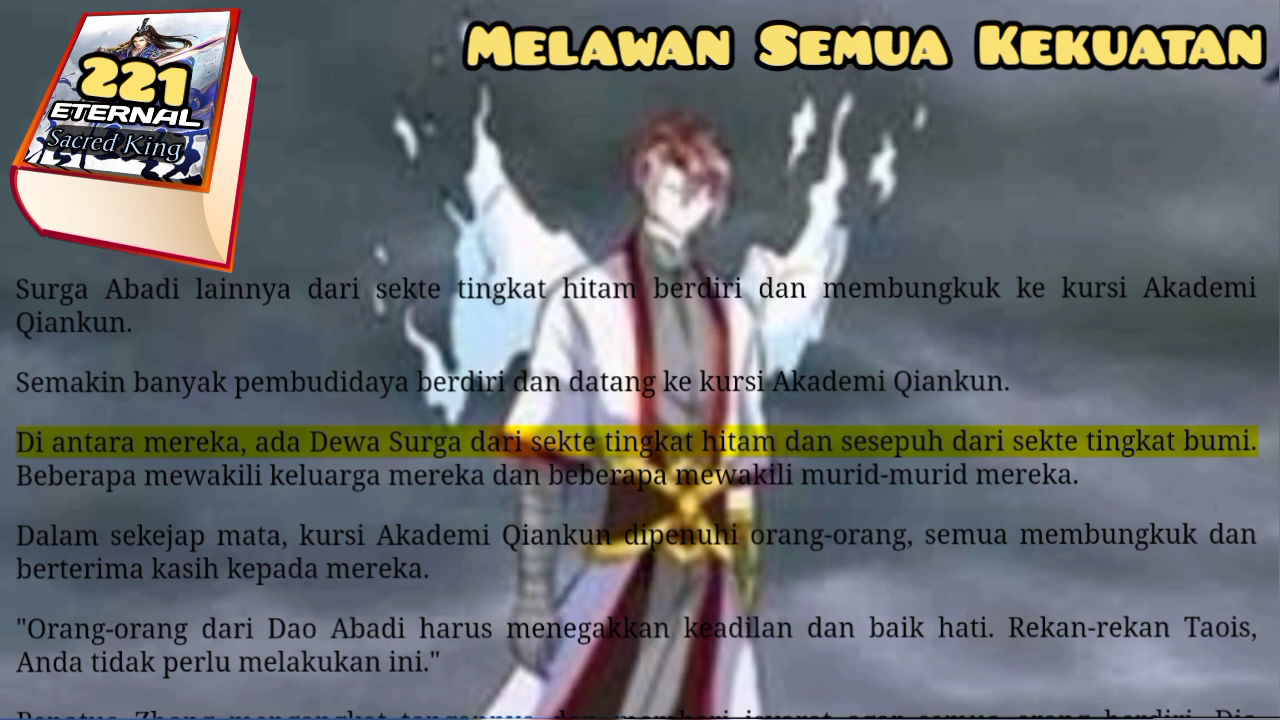 221
ETERNAL
Sacred King
MELAWAN SEMUA KEKUATAN
Surga Abadi lainnya dari sekte tingkat hitam berdiri dan membungkuk ke kursi Akademi
Qiankun.
Semakin banyak pembudidaya berdiri dan datang ke kursi Akademi Qiankun.
Di antara mereka, ada Dewa Surga dari sekte tingkat hitam dan sesepuh dari sekte tingkat bumi.
Beberapa mewakili keluarga mereka dan beberapa mewakili murid-murid mereka.
Dalam sekejap mata, kursi Akademi Qiankun dipenuhi orang-orang, semua membungkuk dan
berterima kasih kepada mereka.
"Orang-orang dari Dao Abadi harus menegakkan keadilan dan baik hati. Rekan-rekan Taois,
Anda tidak perlu melakukan ini."